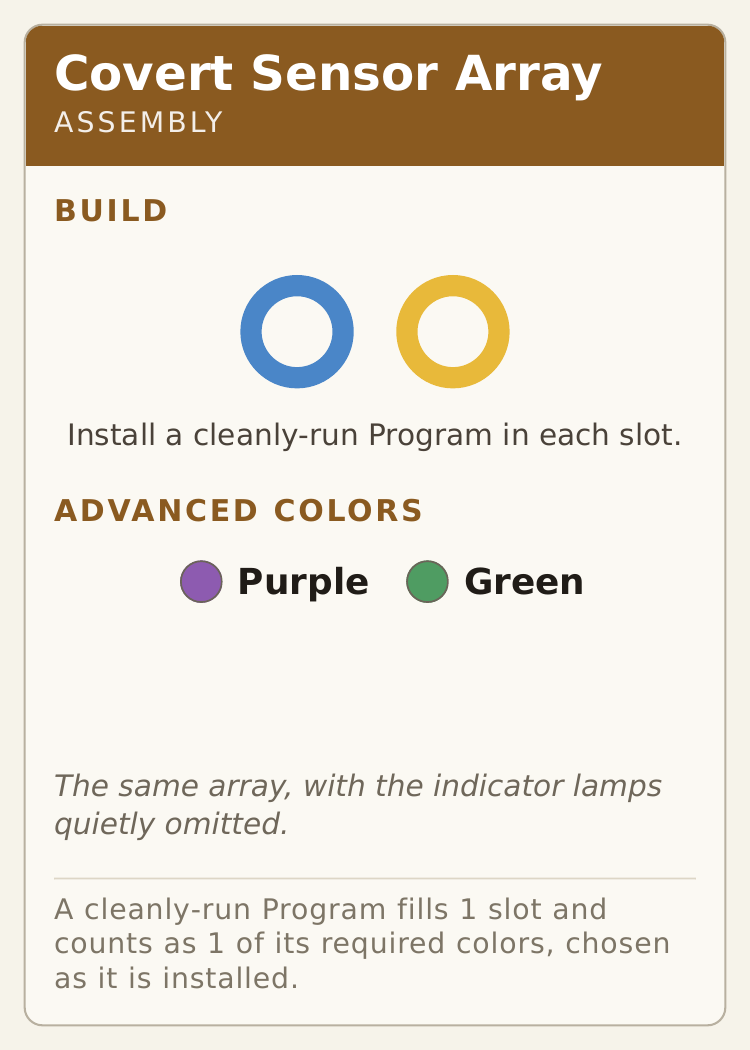 Covert Sensor Array
ASSEMBLY
BUILD
Install a cleanly-run Program in each slot.
ADVANCED COLORS
Purple Green
The same array, with the indicator lamps
quietly omitted.
A cleanly-run Program fills 1 slot and
counts as 1 of its required colors, chosen
as it is installed.